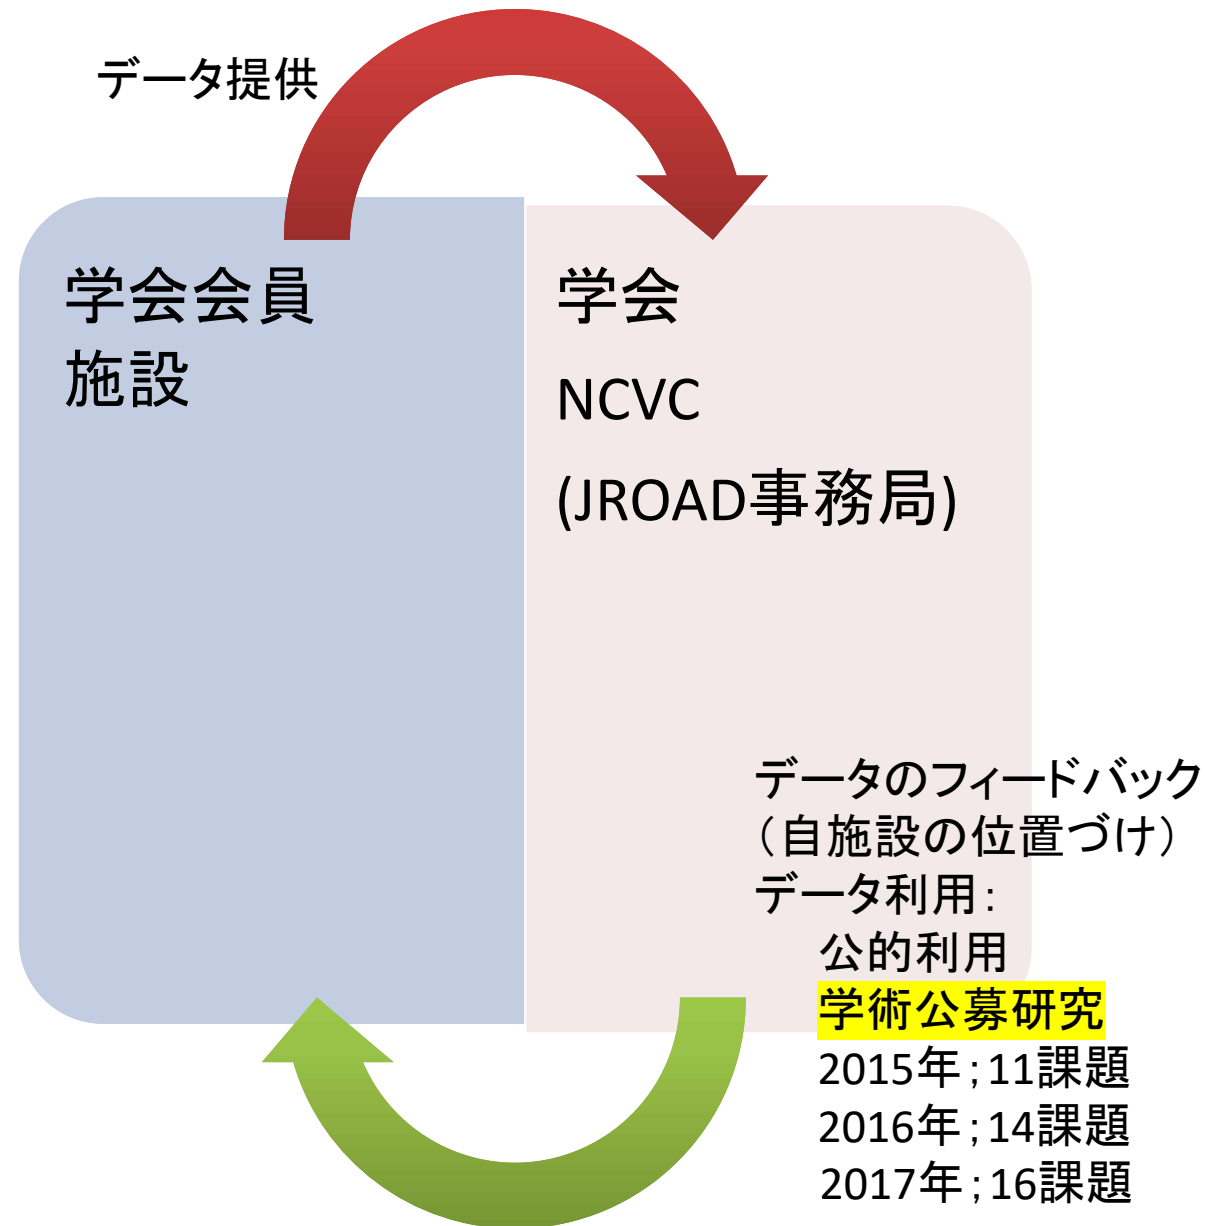 データ提供
学会会員
施設
学会
NCVC
(JROAD事務局)
データのフィードバック
（自施設の位置づけ）
データ利用：
公的利用
学術公募研究
2015年；11課題
2016年；14課題
2017年；16課題